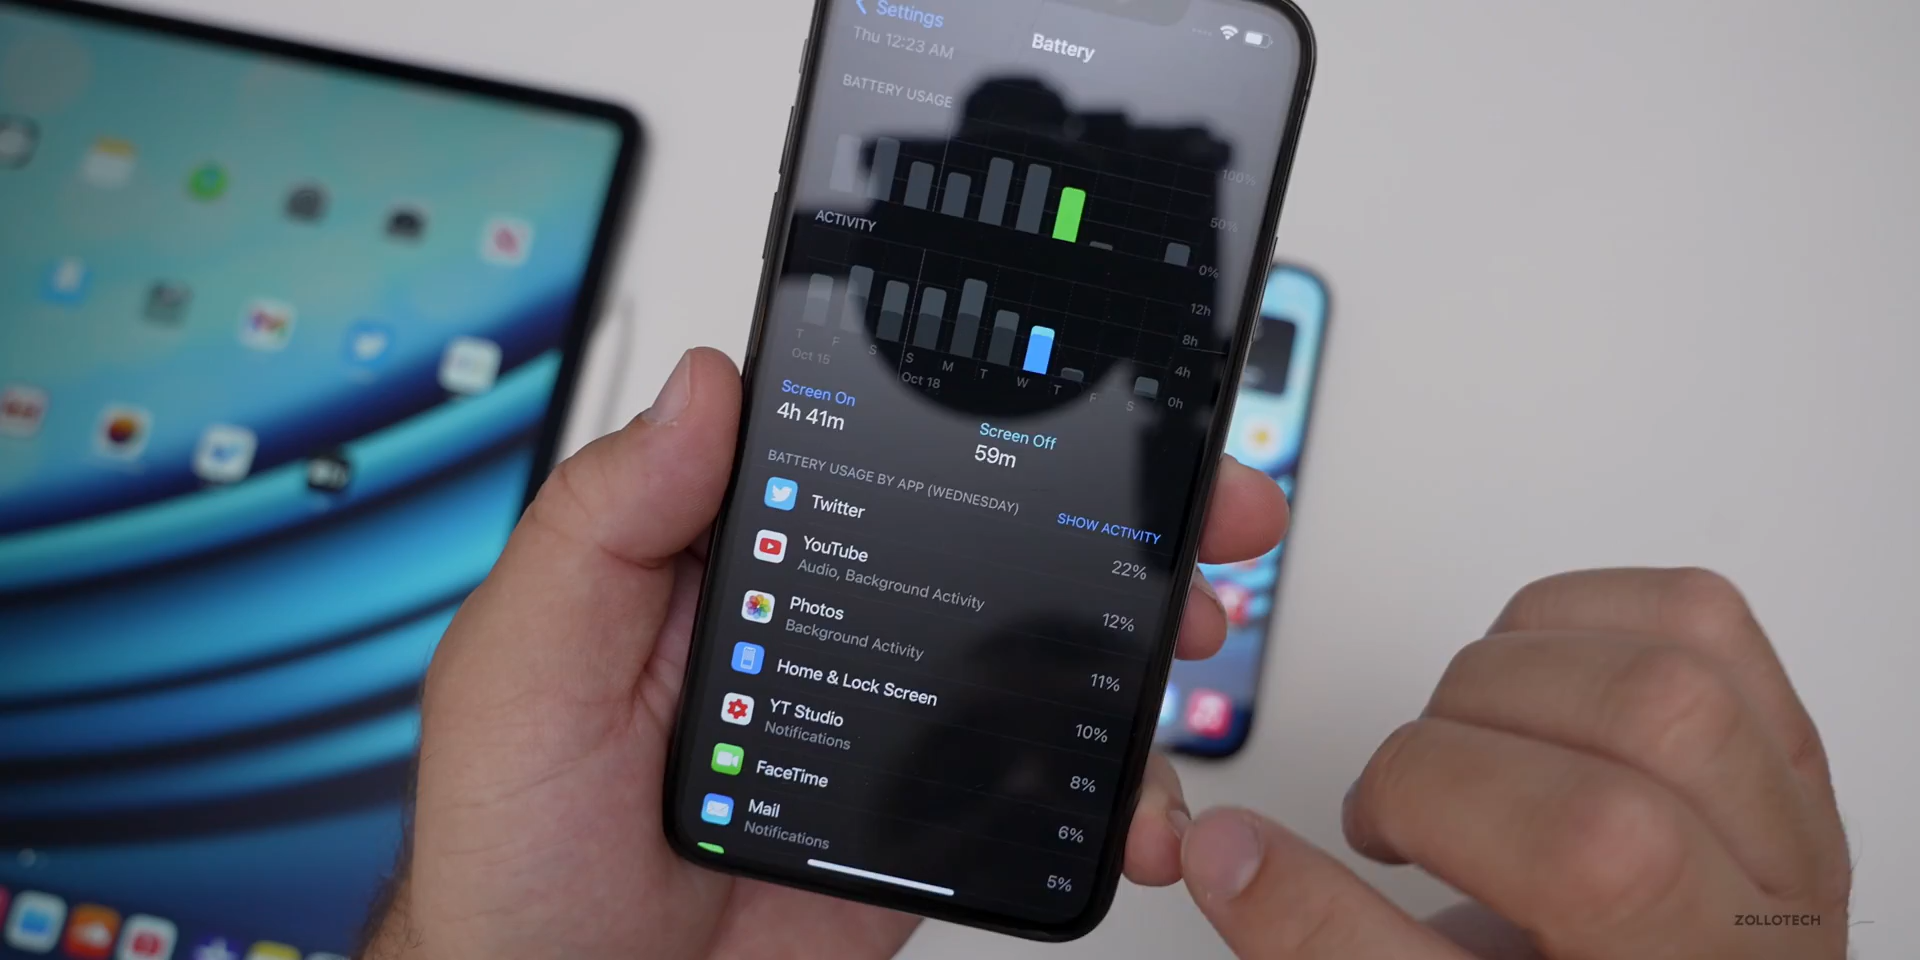 Settings
Battery
Thu 12:23 AM
BATTERY USAGE
100%
50%
0%
ACTIVITY
12h
8h
4h
0h
T F S S M T W T F S
Oct 15
Oct 18
Screen On
4h 41m
Screen Off
59m
BATTERY USAGE BY APP (WEDNESDAY)
SHOW ACTIVITY
Twitter
22%
YouTube
Audio, Background Activity
12%
Photos
Background Activity
11%
Home & Lock Screen
10%
YT Studio
Notifications
8%
FaceTime
6%
Mail
Notifications
5%
ZOLLOTECH